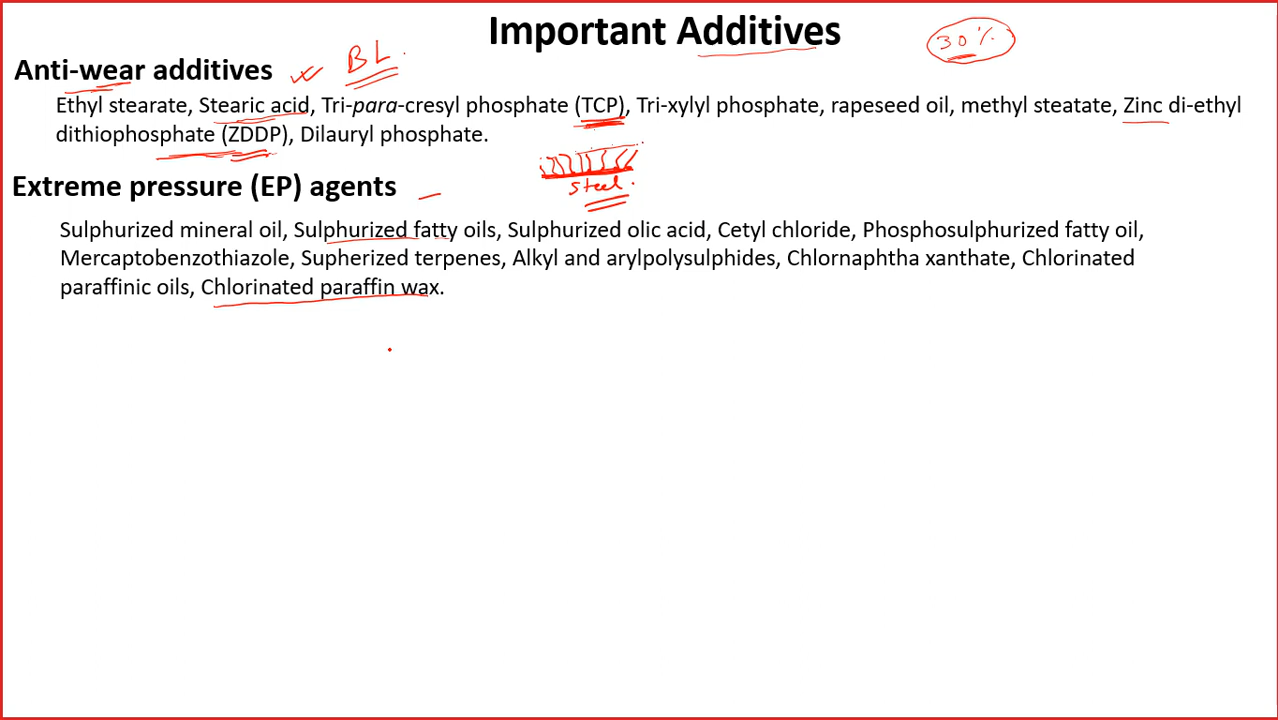 Important Additives
30%
Anti-wear additives
BL
Ethyl stearate, Stearic acid, Tri-para-cresyl phosphate (TCP), Tri-xylyl phosphate, rapeseed oil, methyl steatate, Zinc di-ethyl
dithiophosphate (ZDDP), Dilauryl phosphate.
Steel.
Extreme pressure (EP) agents
Sulphurized mineral oil, Sulphurized fatty oils, Sulphurized olic acid, Cetyl chloride, Phosphosulphurized fatty oil,
Mercaptobenzothiazole, Supherized terpenes, Alkyl and arylpolysulphides, Chlornaphtha xanthate, Chlorinated
paraffinic oils, Chlorinated paraffin wax.